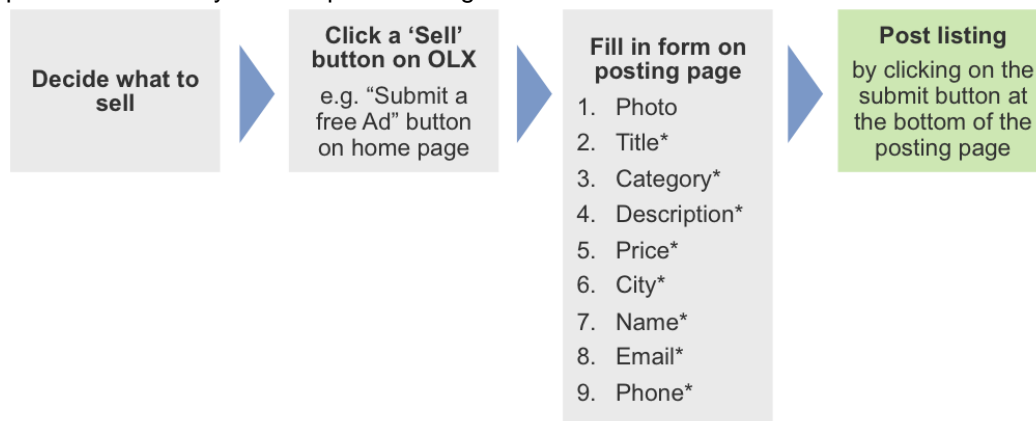 Decide what to
sell
Click a ‘Sell’
button on OLX
e.g. “Submit a
free Ad” button
on home page
Fill in form on
posting page
1. Photo
2. Title*
3. Category*
4. Description*
5. Price*
6. City*
7. Name*
8. Email*
9. Phone*
Post listing
by clicking on the
submit button at
the bottom of the
posting page